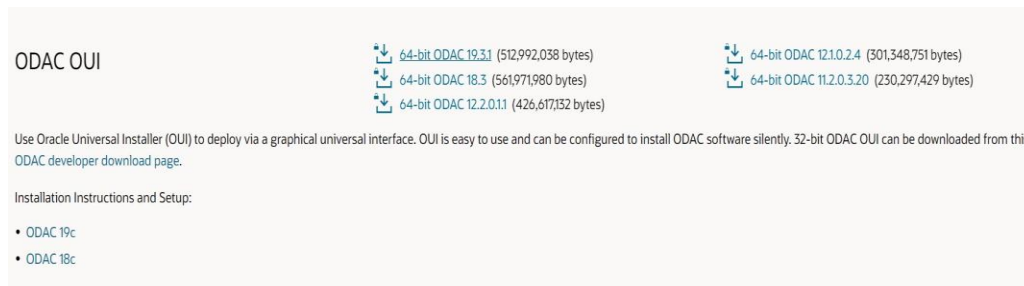 ODAC OUI
64-bit ODAC 19.3.1 (512,992,038 bytes)
64-bit ODAC 18.3 (561,971,980 bytes)
64-bit ODAC 12.2.0.1.1 (426,617,132 bytes)
64-bit ODAC 12.1.0.2.4 (301,348,751 bytes)
64-bit ODAC 11.2.0.3.20 (230,297,429 bytes)
Use Oracle Universal Installer (OUI) to deploy via a graphical universal interface. OUI is easy to use and can be configured to install ODAC software silently. 32-bit ODAC OUI can be downloaded from thi
ODAC developer download page.
Installation Instructions and Setup:
• ODAC 19c
• ODAC 18c